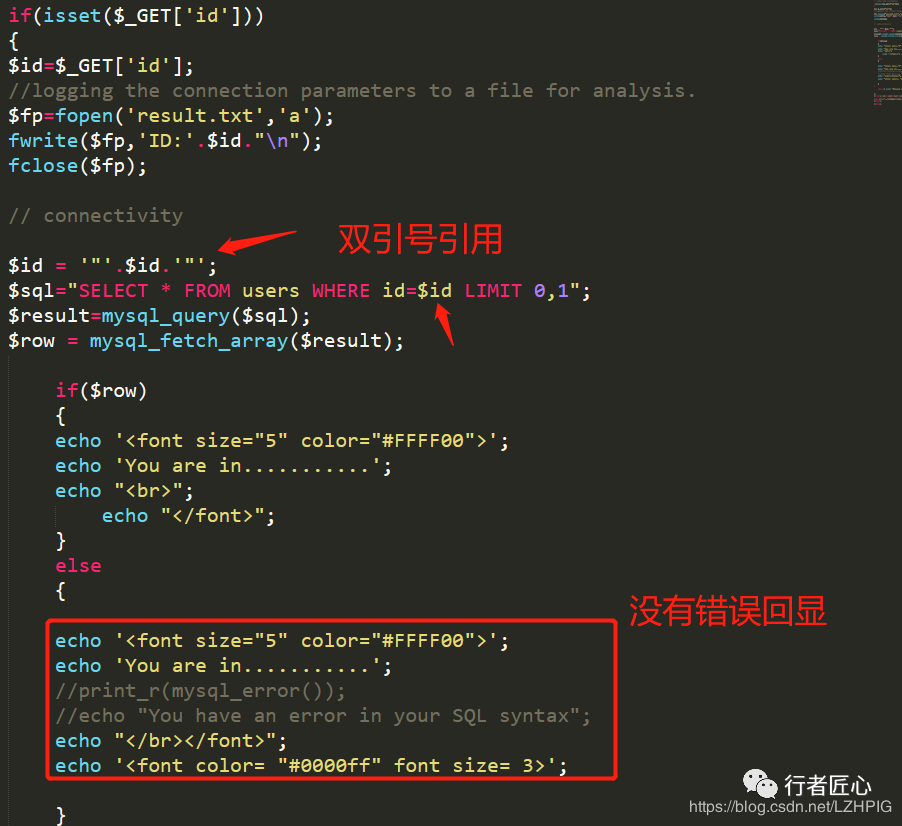 if(isset($_GET['id']))
{
$id=$_GET['id'];
//logging the connection parameters to a file for analysis.
$fp=fopen('result.txt','a');
fwrite($fp,'ID:'.$id."\n");
fclose($fp);
// connectivity
双引号引用
$id = '"'.$id.'"';
$sql="SELECT * FROM users WHERE id=$id LIMIT 0,1";
$result=mysql_query($sql);
$row = mysql_fetch_array($result);
if($row)
{
echo '<font size="5" color="#FFFF00">';
echo 'You are in...........';
echo "<br>";
echo "</font>";
}
else
{
没有错误回显
echo '<font size="5" color="#FFFF00">';
echo 'You are in...........';
//print_r(mysql_error());
//echo "You have an error in your SQL syntax";
echo "</br></font>";
echo '<font color= "#0000ff" font size= 3>';
}
行者匠心
https://blog.csdn.net/LZHPIG